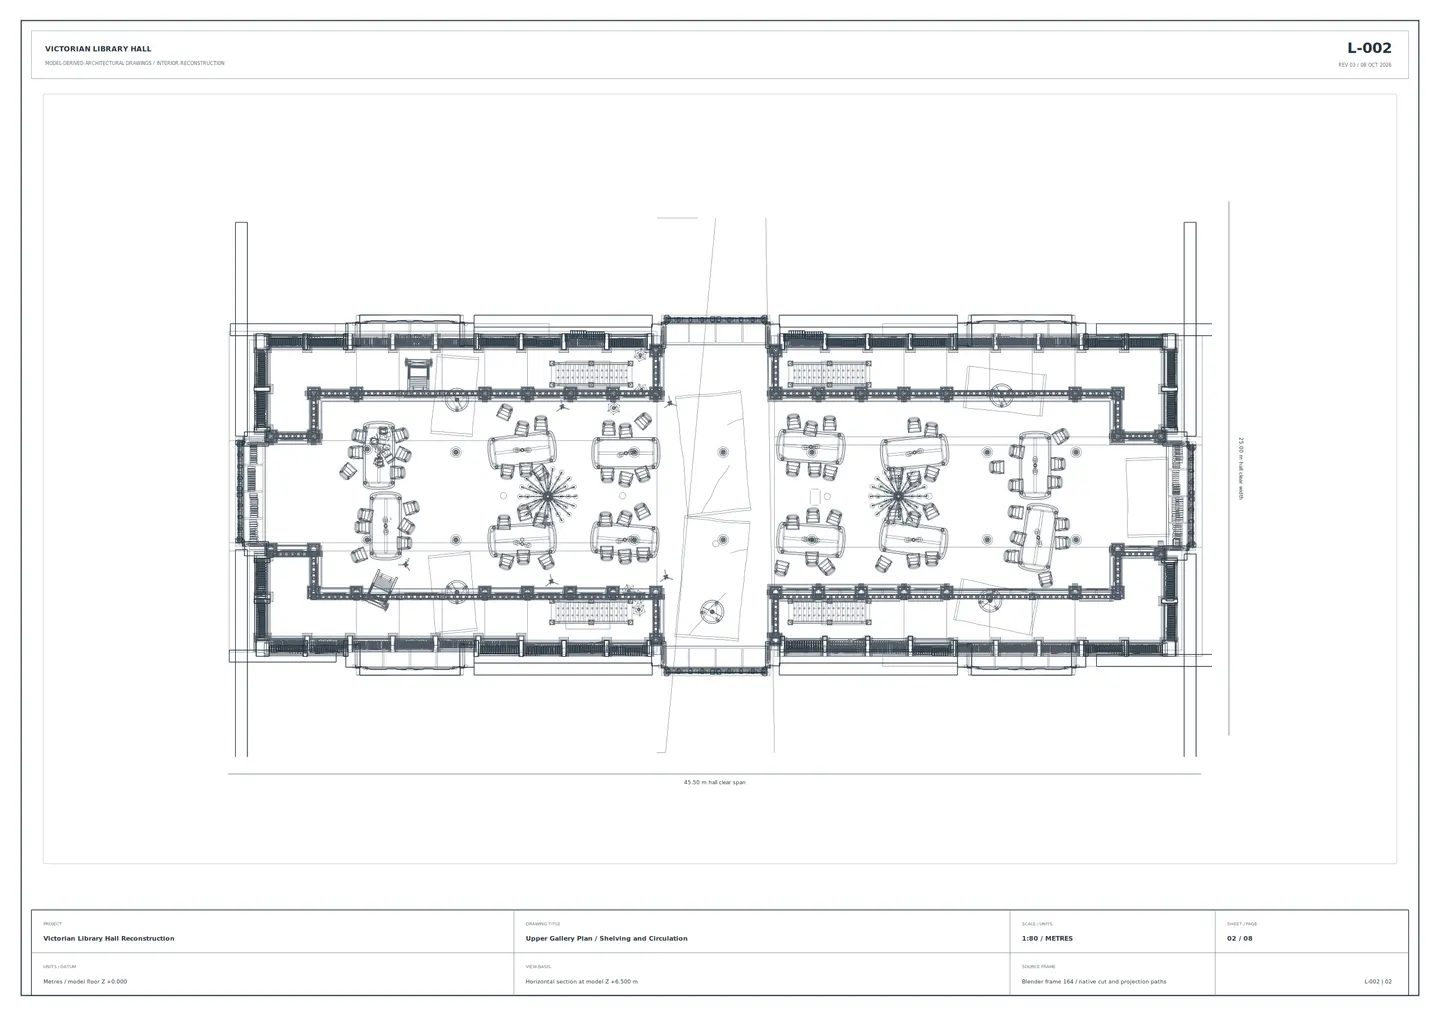 VICTORIAN LIBRARY HALL
L-002
MODEL-DERIVED ARCHITECTURAL DRAWINGS / INTERIOR RECONSTRUCTION
REV 03 / 08 OCT 2026
25.00 m hall clear width
45.50 m hall clear span
PROJECT
DRAWING TITLE
SCALE / UNITS
SHEET / PAGE
Victorian Library Hall Reconstruction
Upper Gallery Plan / Shelving and Circulation
1:80 / METRES
02 / 08
UNITS / DATUM
VIEW BASIS
SOURCE FRAME
Metres / model floor Z +0.000
Horizontal section at model Z +6.500 m
Blender frame 164 / native cut and projection paths
L-002 | 02